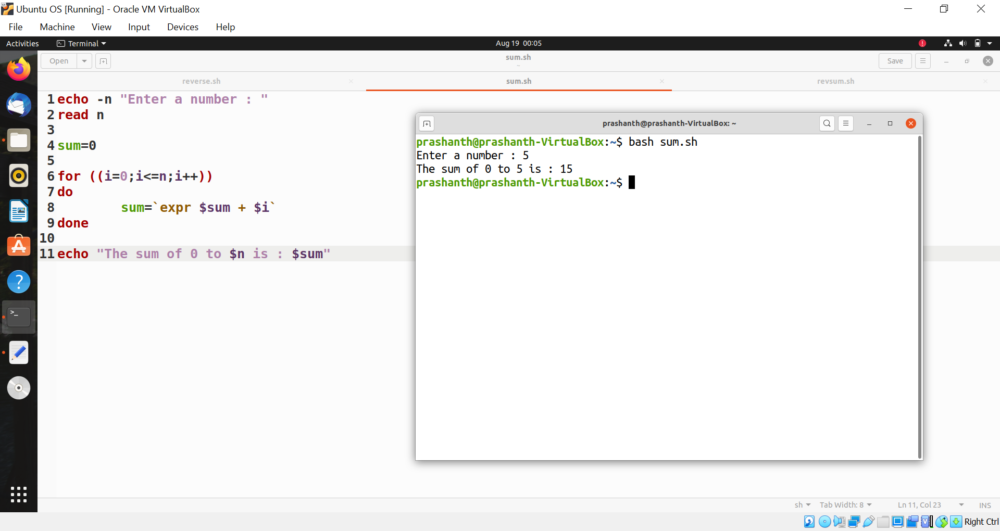 Ubuntu OS [Running] - Oracle VM VirtualBox
File Machine View Input Devices Help
Activities Terminal Aug 19 00:05
Open sum.sh Save
~
reverse.sh sum.sh revsum.sh
1 echo -n "Enter a number : "
2 read n
3
4 sum=0
5
6 for ((i=0;i<=n;i++))
7 do
8         sum=`expr $sum + $i`
9 done
10
11 echo "The sum of 0 to $n is : $sum"
prashanth@prashanth-VirtualBox: ~
prashanth@prashanth-VirtualBox:~$ bash sum.sh
Enter a number : 5
The sum of 0 to 5 is : 15
prashanth@prashanth-VirtualBox:~$
sh Tab Width: 8 Ln 11, Col 23 INS
Right Ctrl